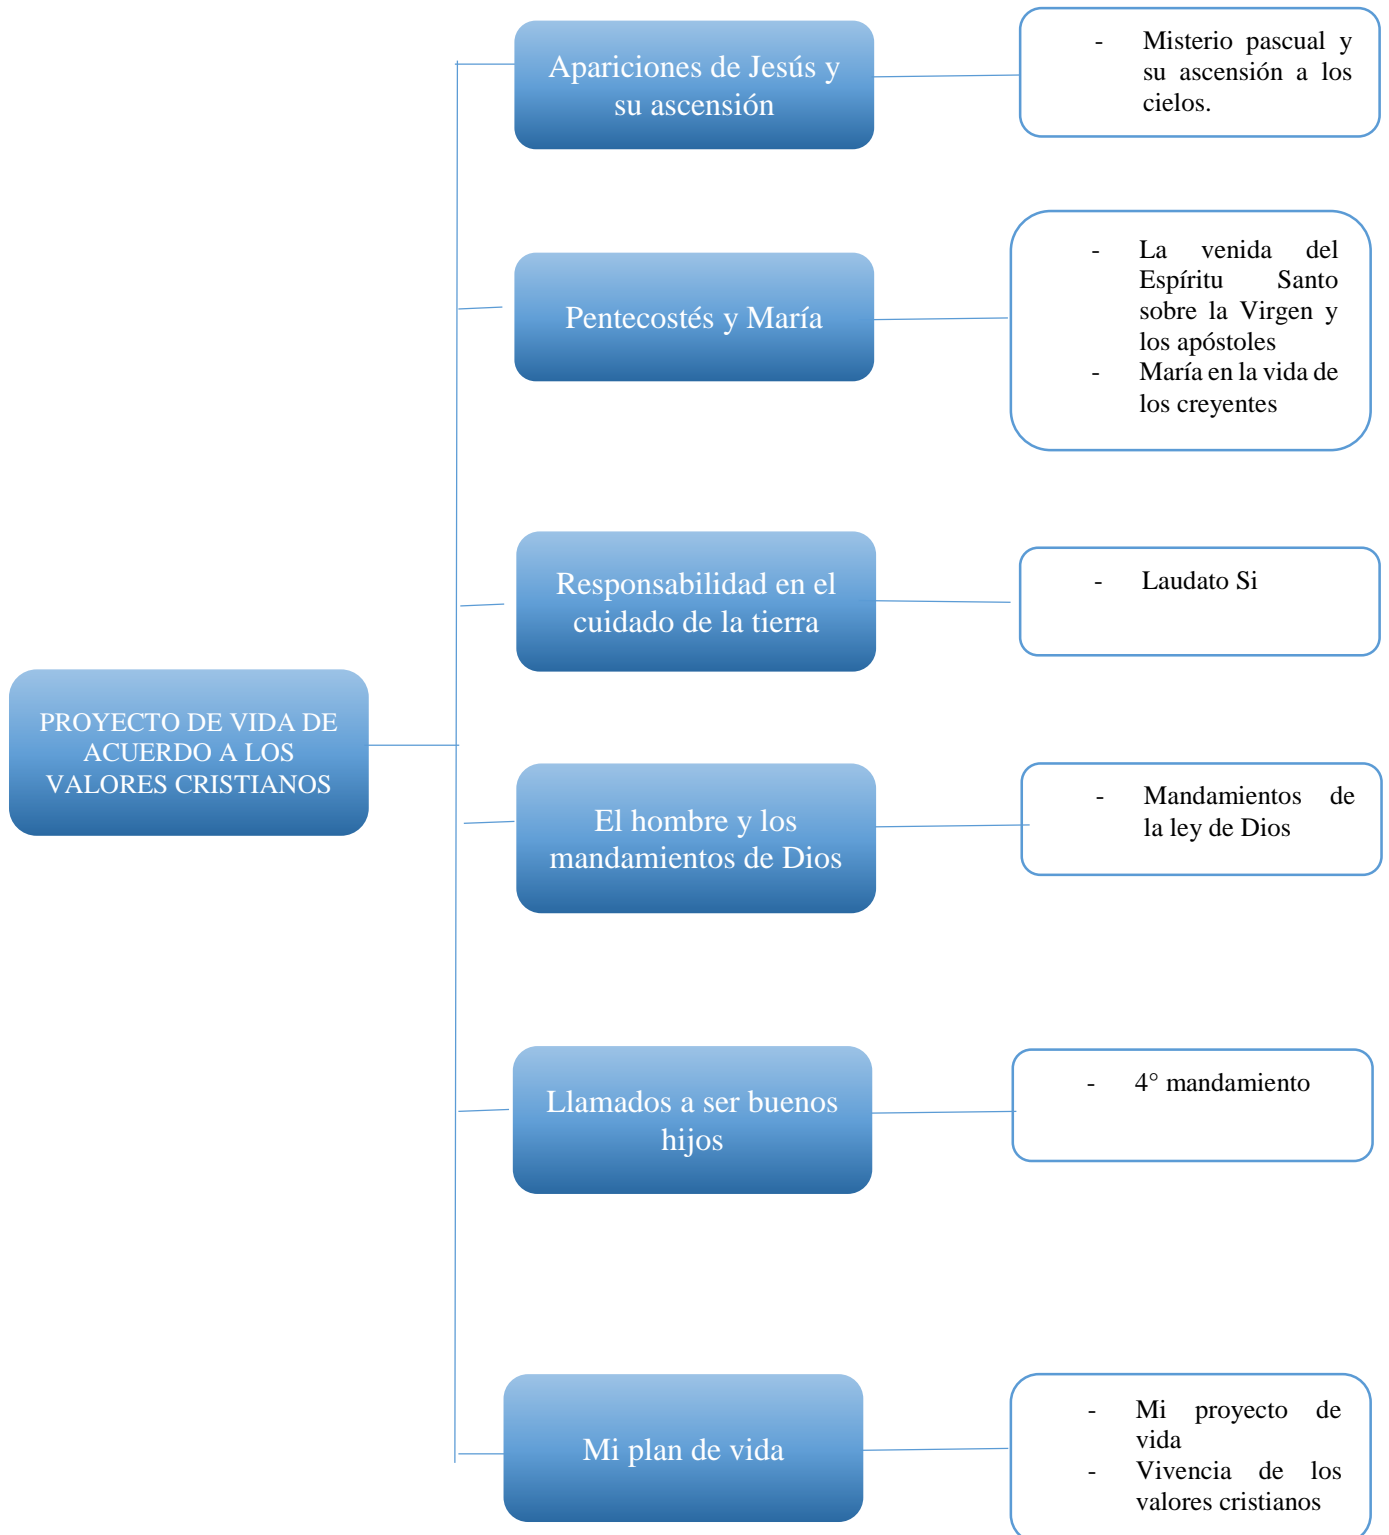 Apariciones de Jesús y
su ascensión
- Misterio pascual y
su ascensión a los
cielos.
Pentecostés y María
- La venida del
Espíritu Santo
sobre la Virgen y
los apóstoles
- María en la vida de
los creyentes
Responsabilidad en el
cuidado de la tierra
- Laudato Si
PROYECTO DE VIDA DE
ACUERDO A LOS
VALORES CRISTIANOS
El hombre y los
mandamientos de Dios
- Mandamientos de
la ley de Dios
Llamados a ser buenos
hijos
- 4° mandamiento
Mi plan de vida
- Mi proyecto de
vida
- Vivencia de los
valores cristianos